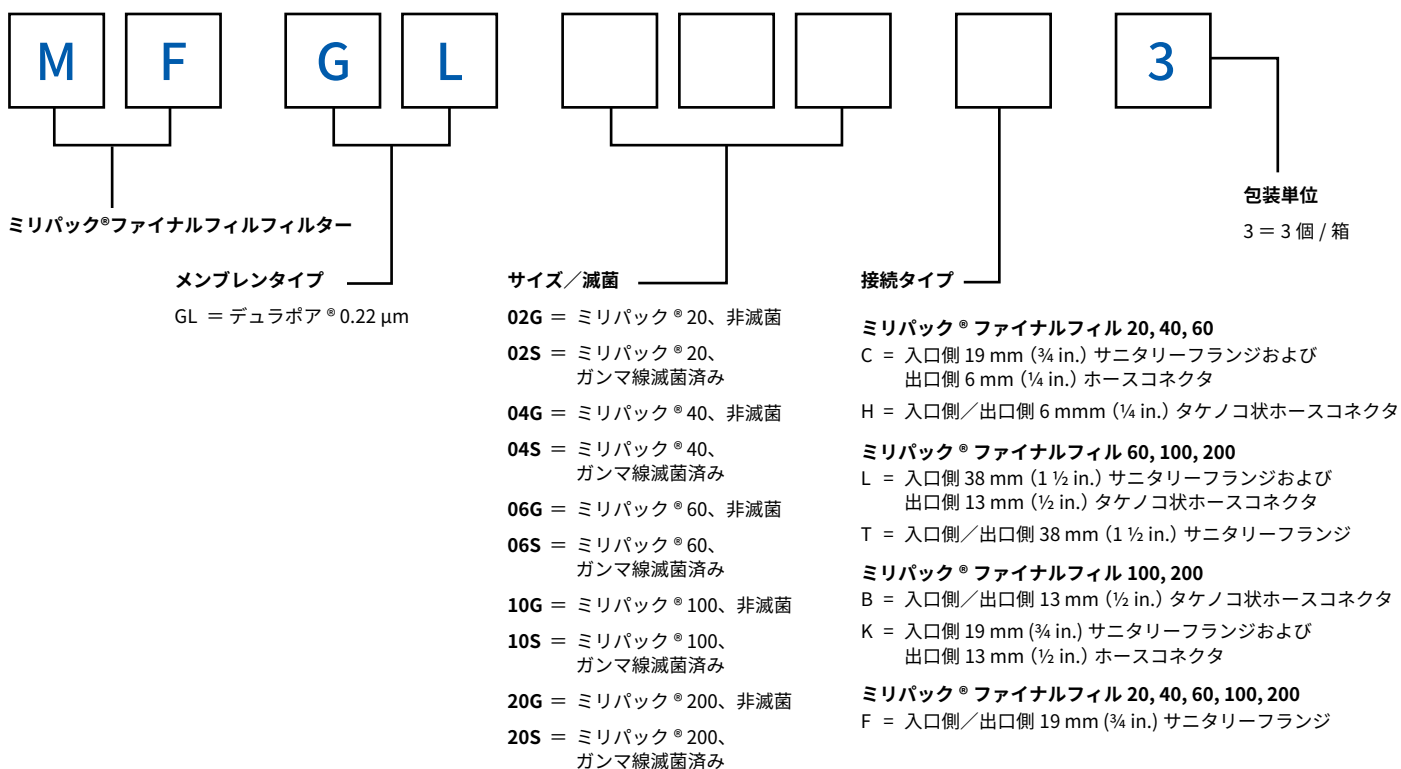 M F G L 3
ミリパック®ファイナルフィルフィルター
メンブレンタイプ
GL = デュラポア ® 0.22 µm
サイズ／滅菌
02G = ミリパック ® 20、非滅菌
02S = ミリパック ® 20、
ガンマ線滅菌済み
04G = ミリパック ® 40、非滅菌
04S = ミリパック ® 40、
ガンマ線滅菌済み
06G = ミリパック ® 60、非滅菌
06S = ミリパック ® 60、
ガンマ線滅菌済み
10G = ミリパック ® 100、非滅菌
10S = ミリパック ® 100、
ガンマ線滅菌済み
20G = ミリパック ® 200、非滅菌
20S = ミリパック ® 200、
ガンマ線滅菌済み
接続タイプ
ミリパック ® ファイナルフィル 20, 40, 60
C = 入口側 19 mm（¾ in.）サニタリーフランジおよび
出口側 6 mm（¼ in.）ホースコネクタ
H = 入口側／出口側 6 mmm（¼ in.）タケノコ状ホースコネクタ
ミリパック ® ファイナルフィル 60, 100, 200
L = 入口側 38 mm（1 ½ in.）サニタリーフランジおよび
出口側 13 mm（½ in.）タケノコ状ホースコネクタ
T = 入口側／出口側 38 mm（1 ½ in.）サニタリーフランジ
ミリパック ® ファイナルフィル 100, 200
B = 入口側／出口側 13 mm（½ in.）タケノコ状ホースコネクタ
K = 入口側 19 mm (¾ in.) サニタリーフランジおよび
出口側 13 mm（½ in.）ホースコネクタ
ミリパック ® ファイナルフィル 20, 40, 60, 100, 200
F = 入口側／出口側 19 mm (¾ in.) サニタリーフランジ
包装単位
3 = 3 個 / 箱